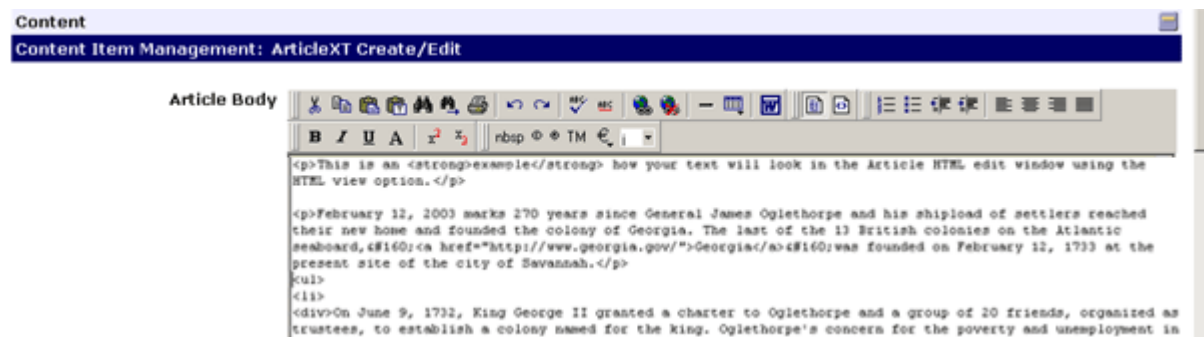 Content
Content Item Management: ArticleXT Create/Edit
Article Body
ABC ABC W
B I U A x² x₂ nbsp © ® TM € i
<p>This is an <strong>example</strong> how your text will look in the Article HTML edit window using the
HTML view option.</p>
<p>February 12, 2003 marks 270 years since General James Oglethorpe and his shipload of settlers reached
their new home and founded the colony of Georgia. The last of the 13 British colonies on the Atlantic
seaboard,&#160;<a href="http://www.georgia.gov/">Georgia</a>&#160;was founded on February 12, 1733 at the
present site of the city of Savannah.</p>
<ul>
<li>
<div>On June 9, 1732, King George II granted a charter to Oglethorpe and a group of 20 friends, organized as
trustees, to establish a colony named for the king. Oglethorpe's concern for the poverty and unemployment in